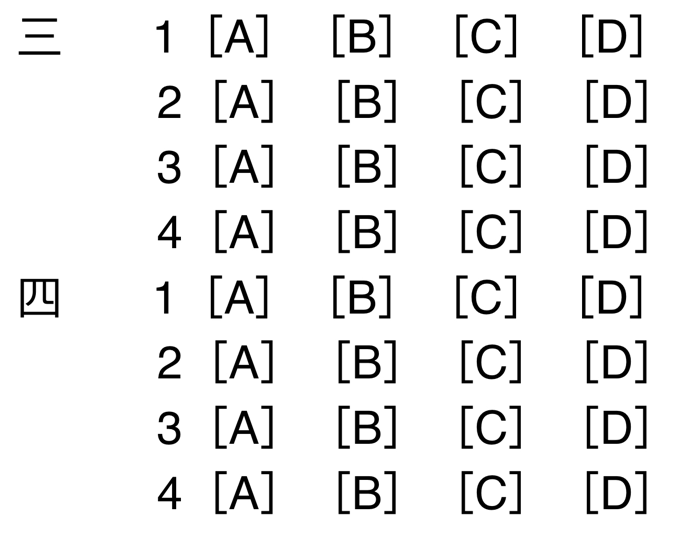 三 1 [A] [B] [C] [D]
2 [A] [B] [C] [D]
3 [A] [B] [C] [D]
4 [A] [B] [C] [D]
四 1 [A] [B] [C] [D]
2 [A] [B] [C] [D]
3 [A] [B] [C] [D]
4 [A] [B] [C] [D]